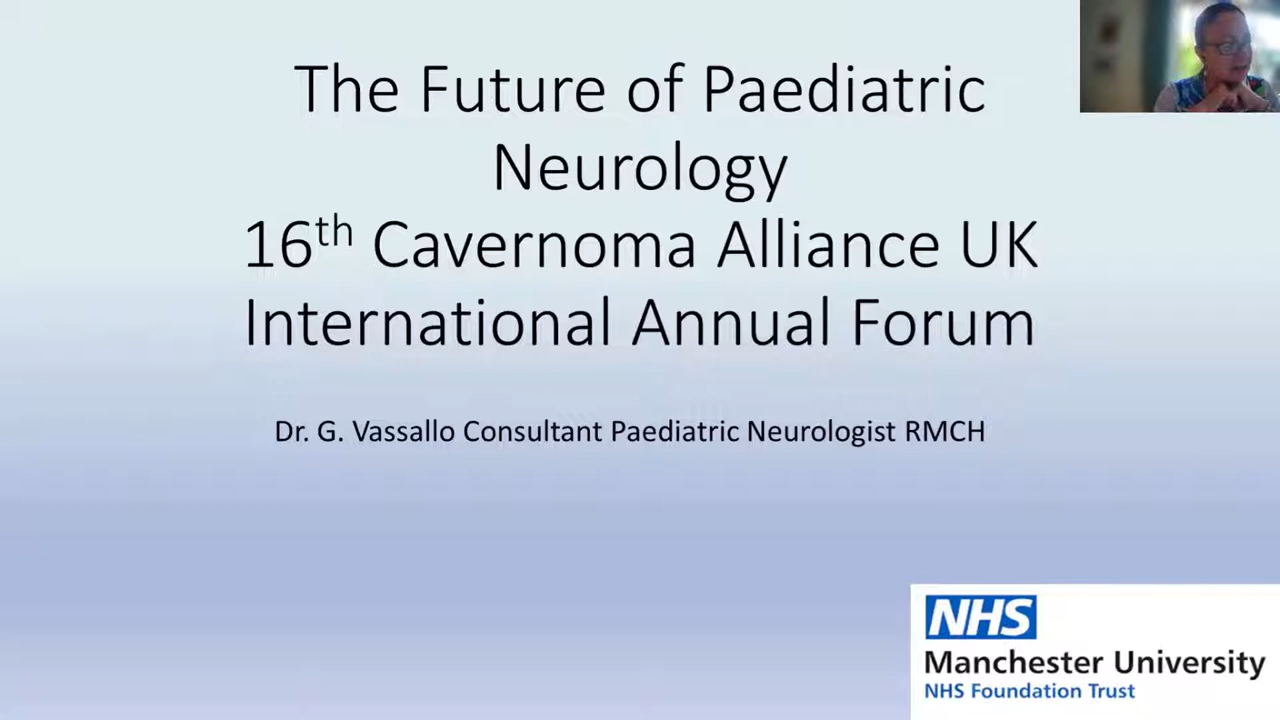 The Future of Paediatric
Neurology
16th Cavernoma Alliance UK
International Annual Forum
Dr. G. Vassallo Consultant Paediatric Neurologist RMCH
NHS
Manchester University
NHS Foundation Trust